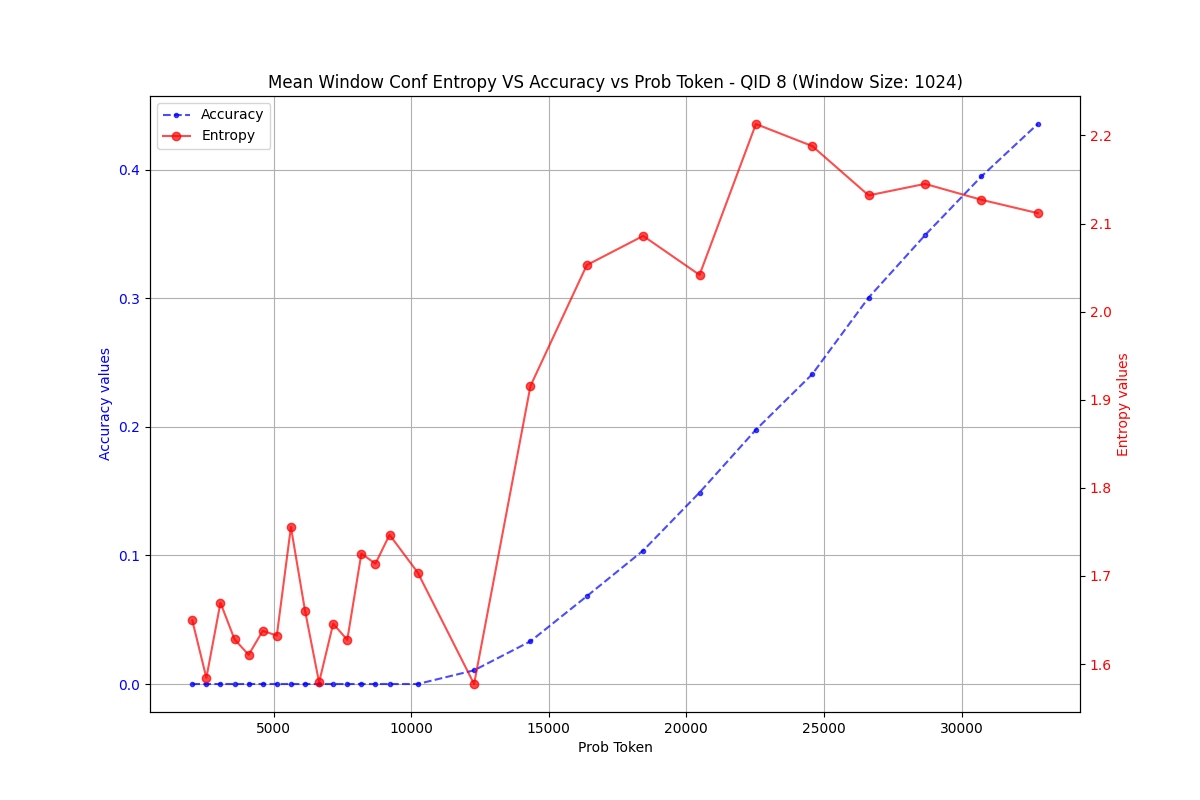 Mean Window Conf Entropy VS Accuracy vs Prob Token - QID 8 (Window Size: 1024)
Accuracy
Entropy
0.4
0.3
0.2
0.1
0.0
Accuracy values
2.2
2.1
2.0
1.9
1.8
1.7
1.6
Entropy values
5000 10000 15000 20000 25000 30000
Prob Token